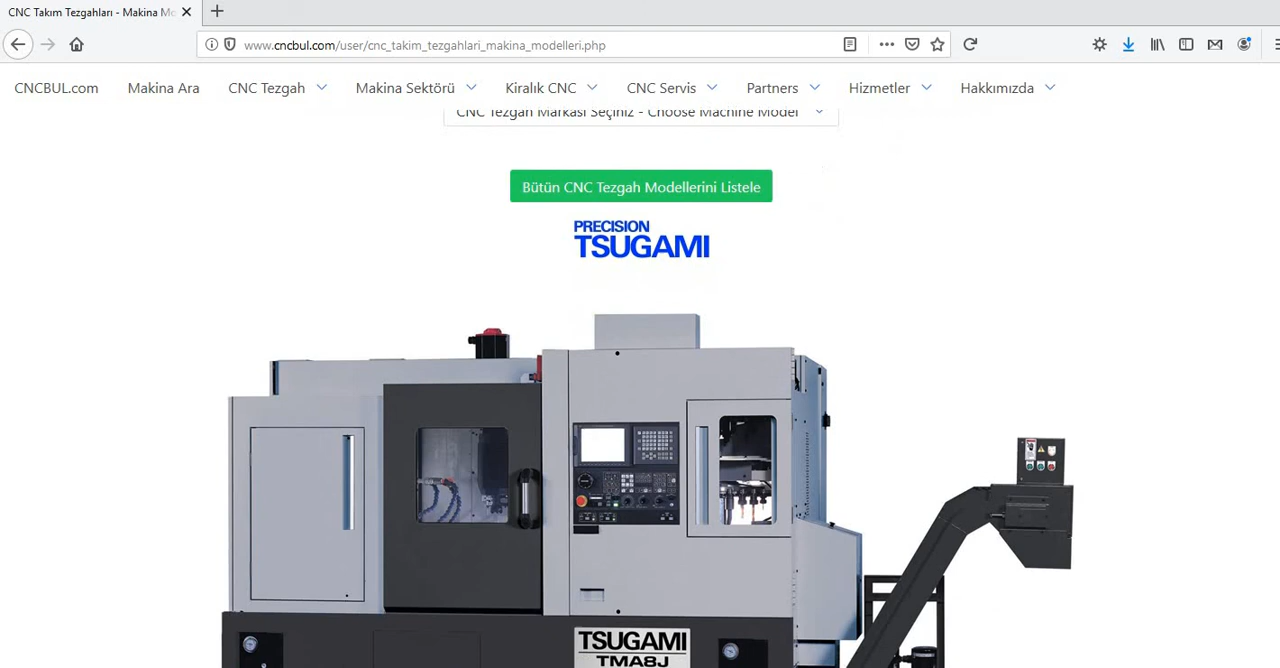 CNC Takım Tezgahları - Makina Mo
www.cncbul.com/user/cnc_takim_tezgahlari_makina_modelleri.php
CNCBUL.com Makina Ara CNC Tezgah Makina Sektörü Kiralık CNC CNC Servis Partners Hizmetler Hakkımızda
CNC Tezgah Markası Seçiniz - Choose Machine Model
Bütün CNC Tezgah Modellerini Listele
PRECISION
TSUGAMI
TSUGAMI
TMA8J